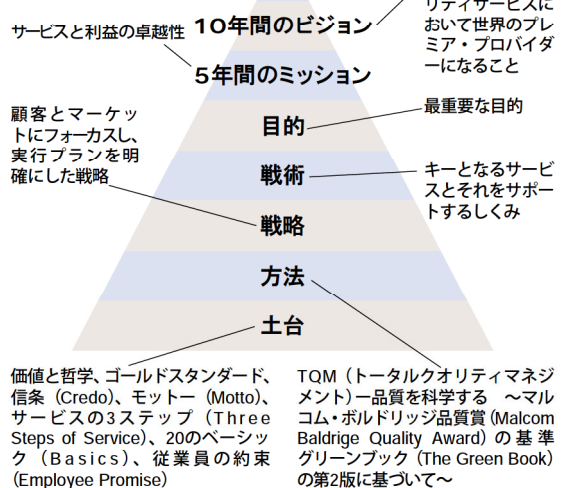 リティサービスに
おいて世界のプレ
ミア・プロバイダ
ーになること
サービスと利益の卓越性
10年間のビジョン
5年間のミッション
最重要な目的
目的
顧客とマーケッ
トにフォーカスし、
実行プランを明
確にした戦略
戦術
キーとなるサービ
スとそれをサポー
トするしくみ
戦略
方法
土台
価値と哲学、ゴールドスタンダード、
信条（Credo）、モットー（Motto）、
サービスの3ステップ（Three
Steps of Service）、20のベーシッ
ク（Basics）、従業員の約束
（Employee Promise）
TQM（トータルクオリティマネジ
メント）ー品質を科学する　～マル
コム・ボルドリッジ品質賞（Malcom
Baldrige Quality Award）の基準
グリーンブック（The Green Book）
の第2版に基づいて～